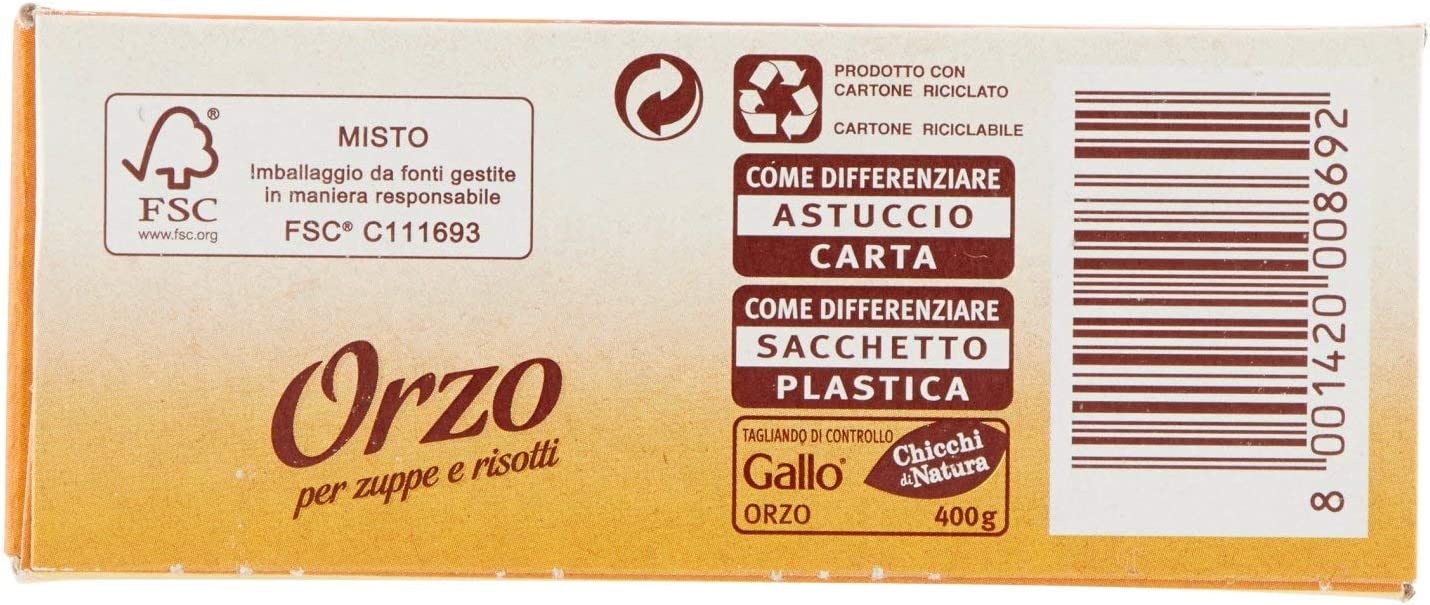 MISTO
Imballaggio da fonti gestite
in maniera responsabile
FSC® C111693
®
FSC
www.fsc.org
Orzo
per zuppe e risotti
PRODOTTO CON
CARTONE RICICLATO
CARTONE RICICLABILE
COME DIFFERENZIARE
ASTUCCIO
CARTA
COME DIFFERENZIARE
SACCHETTO
PLASTICA
TAGLIANDO DI CONTROLLO
Gallo®
Chicchi
di Natura
ORZO 400g
8 001420 008692